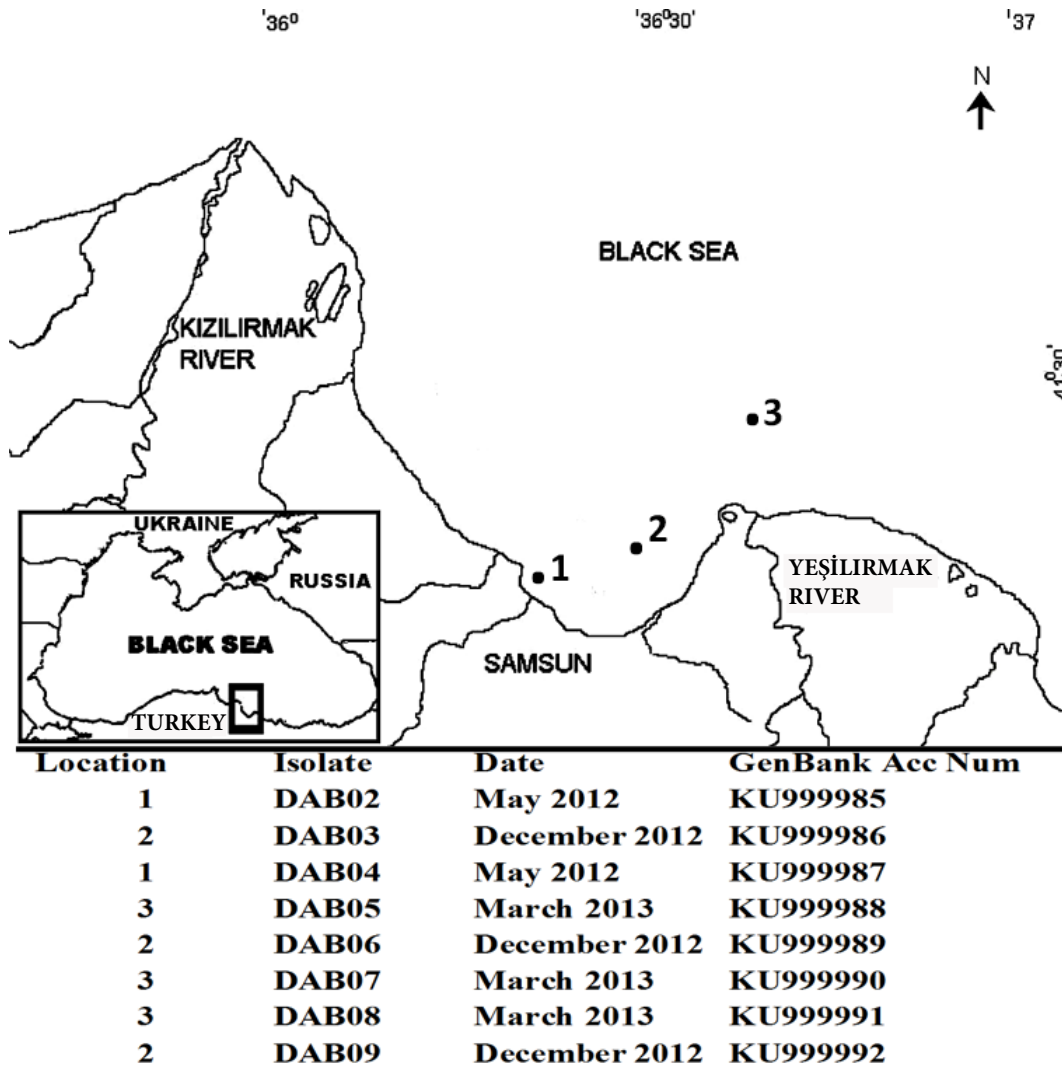 '36⁰ '36⁰30' '37
N
BLACK SEA
KIZILIRMAK
RIVER
41⁰30'
3
2
1
YEŞİLIRMAK
RIVER
SAMSUN
UKRAINE
RUSSIA
BLACK SEA
TURKEY
Location Isolate Date GenBank Acc Num
1 DAB02 May 2012 KU999985
2 DAB03 December 2012 KU999986
1 DAB04 May 2012 KU999987
3 DAB05 March 2013 KU999988
2 DAB06 December 2012 KU999989
3 DAB07 March 2013 KU999990
3 DAB08 March 2013 KU999991
2 DAB09 December 2012 KU999992